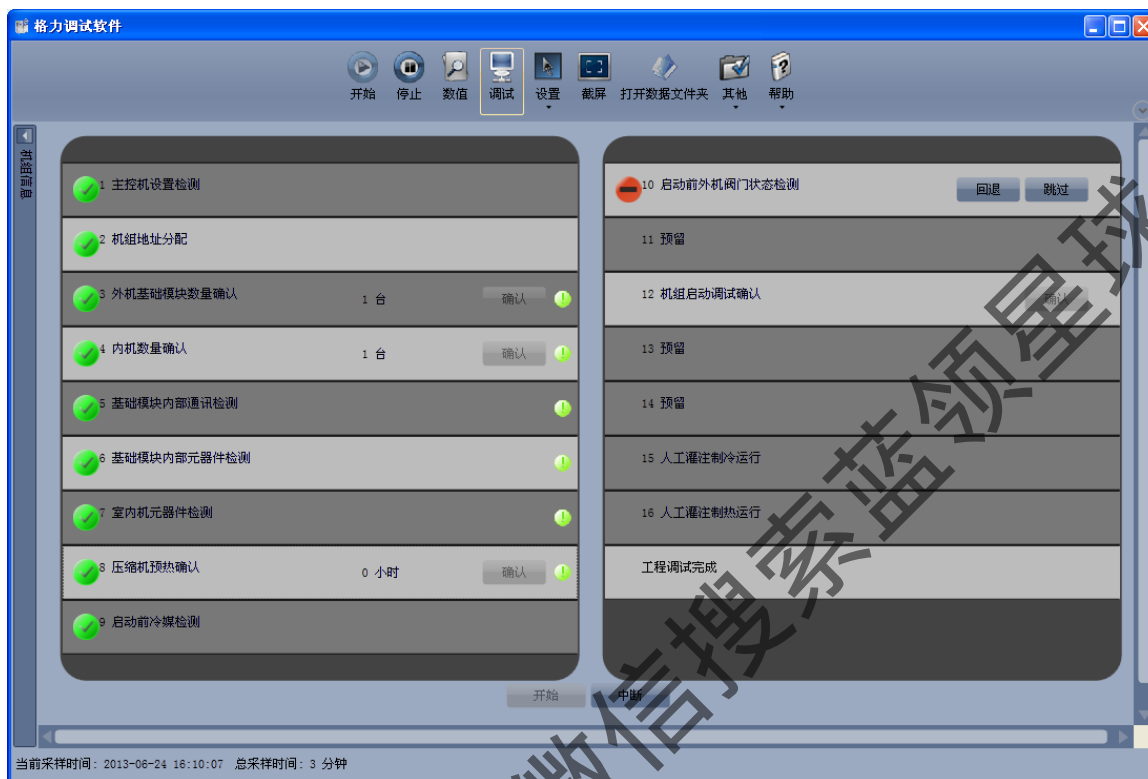 格力调试软件
开始 停止 数值 调试 设置 截屏 打开数据文件夹 其他 帮助
机组信息
1 主控机设置检测
2 机组地址分配
3 外机基础模块数量确认 1 台 确认
4 内机数量确认 1 台 确认
5 基础模块内部通讯检测
6 基础模块内部元器件检测
7 室内机元器件检测
8 压缩机预热确认 0 小时 确认
9 启动前冷媒检测
10 启动前外机阀门状态检测 回退 跳过
11 预留
12 机组启动调试确认 确认
13 预留
14 预留
15 人工灌注制冷运行
16 人工灌注制热运行
工程调试完成
开始 中断
当前采样时间: 2013-06-24 16:10:07 总采样时间: 3 分钟
微信搜索蓝领星球